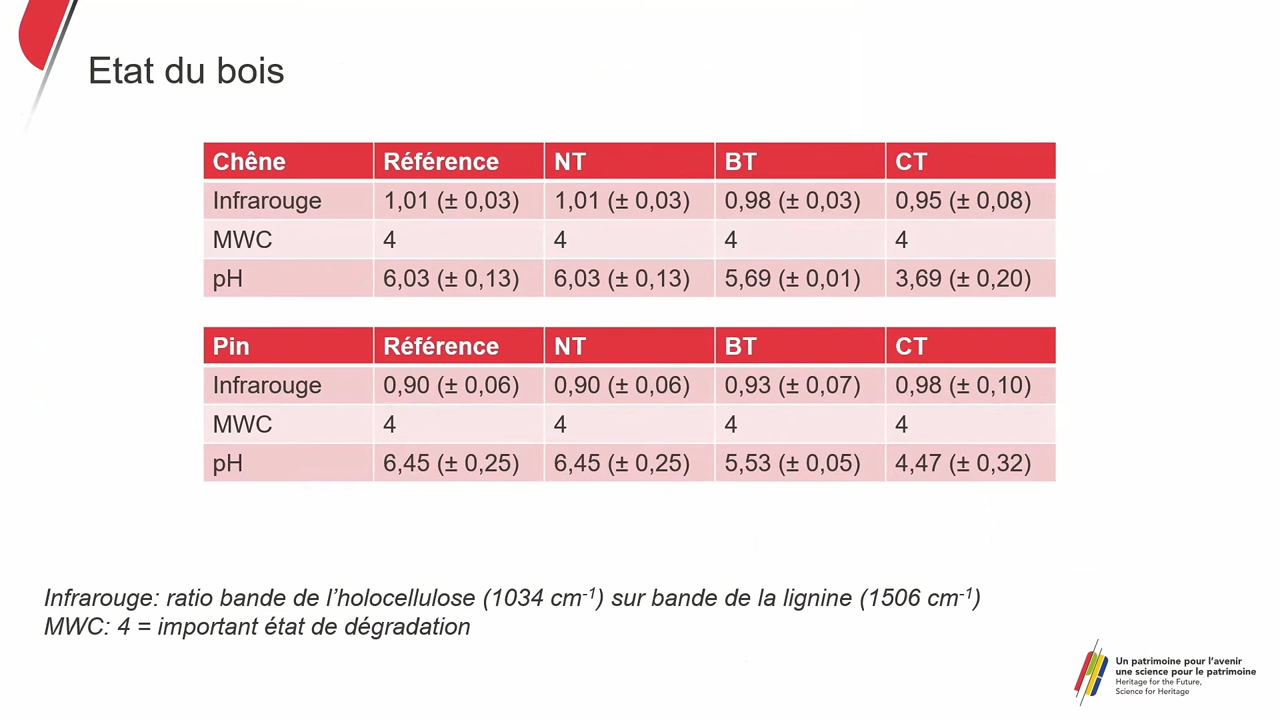 Etat du bois
Chêne Référence NT BT CT
Infrarouge 1,01 (± 0,03) 1,01 (± 0,03) 0,98 (± 0,03) 0,95 (± 0,08)
MWC 4 4 4 4
pH 6,03 (± 0,13) 6,03 (± 0,13) 5,69 (± 0,01) 3,69 (± 0,20)
Pin Référence NT BT CT
Infrarouge 0,90 (± 0,06) 0,90 (± 0,06) 0,93 (± 0,07) 0,98 (± 0,10)
MWC 4 4 4 4
pH 6,45 (± 0,25) 6,45 (± 0,25) 5,53 (± 0,05) 4,47 (± 0,32)
Infrarouge: ratio bande de l’holocellulose (1034 cm⁻¹) sur bande de la lignine (1506 cm⁻¹)
MWC: 4 = important état de dégradation
Un patrimoine pour l’avenir
une science pour le patrimoine
Heritage for the Future,
Science for Heritage